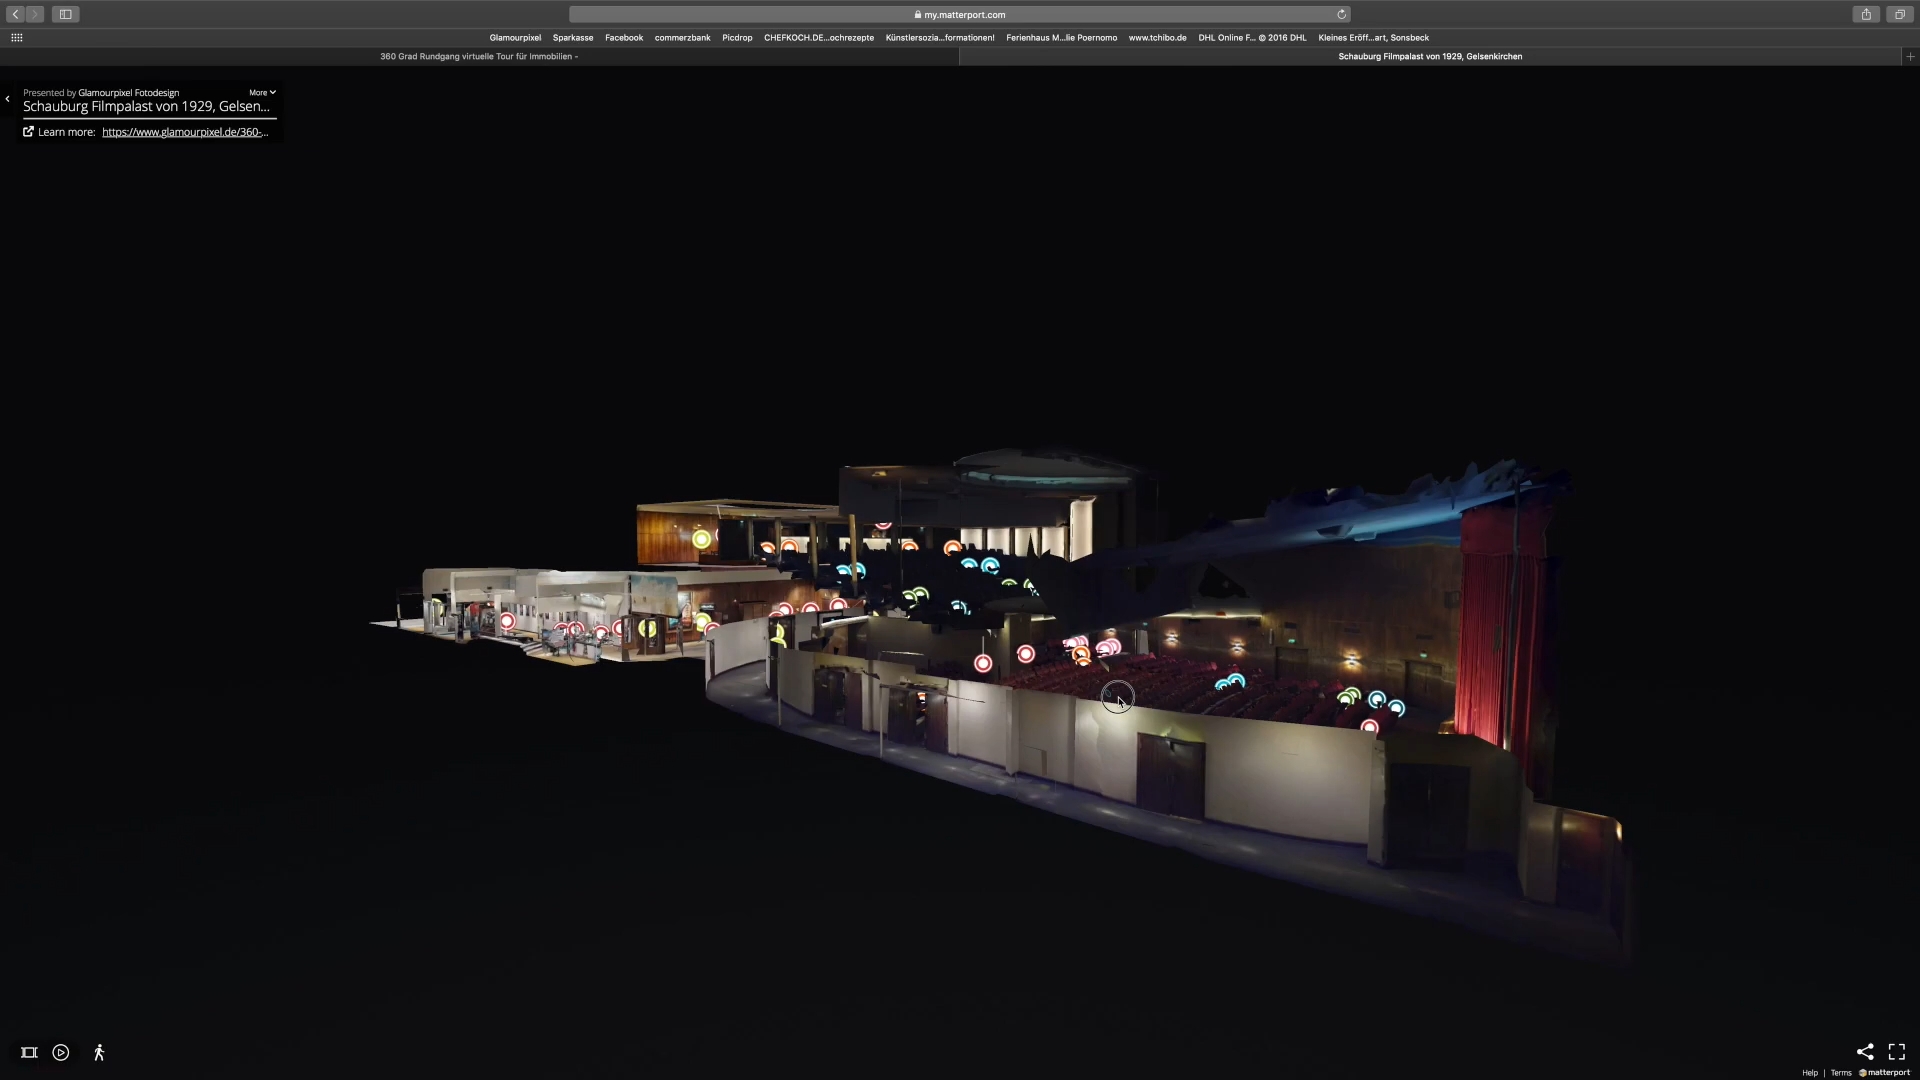 my.matterport.com
Glamourpixel Sparkasse Facebook commerzbank Picdrop CHEFKOCH.DE...ochrezepte Künstlersozia...formationen! Ferienhaus M...lie Poernomo www.tchibo.de DHL Online F... © 2016 DHL Kleines Eröff...art, Sonsbeck
360 Grad Rundgang virtuelle Tour für Immobilien - Schauburg Filmpalast von 1929, Gelsenkirchen
Presented by Glamourpixel Fotodesign More
Schauburg Filmpalast von 1929, Gelsen...
Learn more: https://www.glamourpixel.de/360-...
Help | Terms matterport